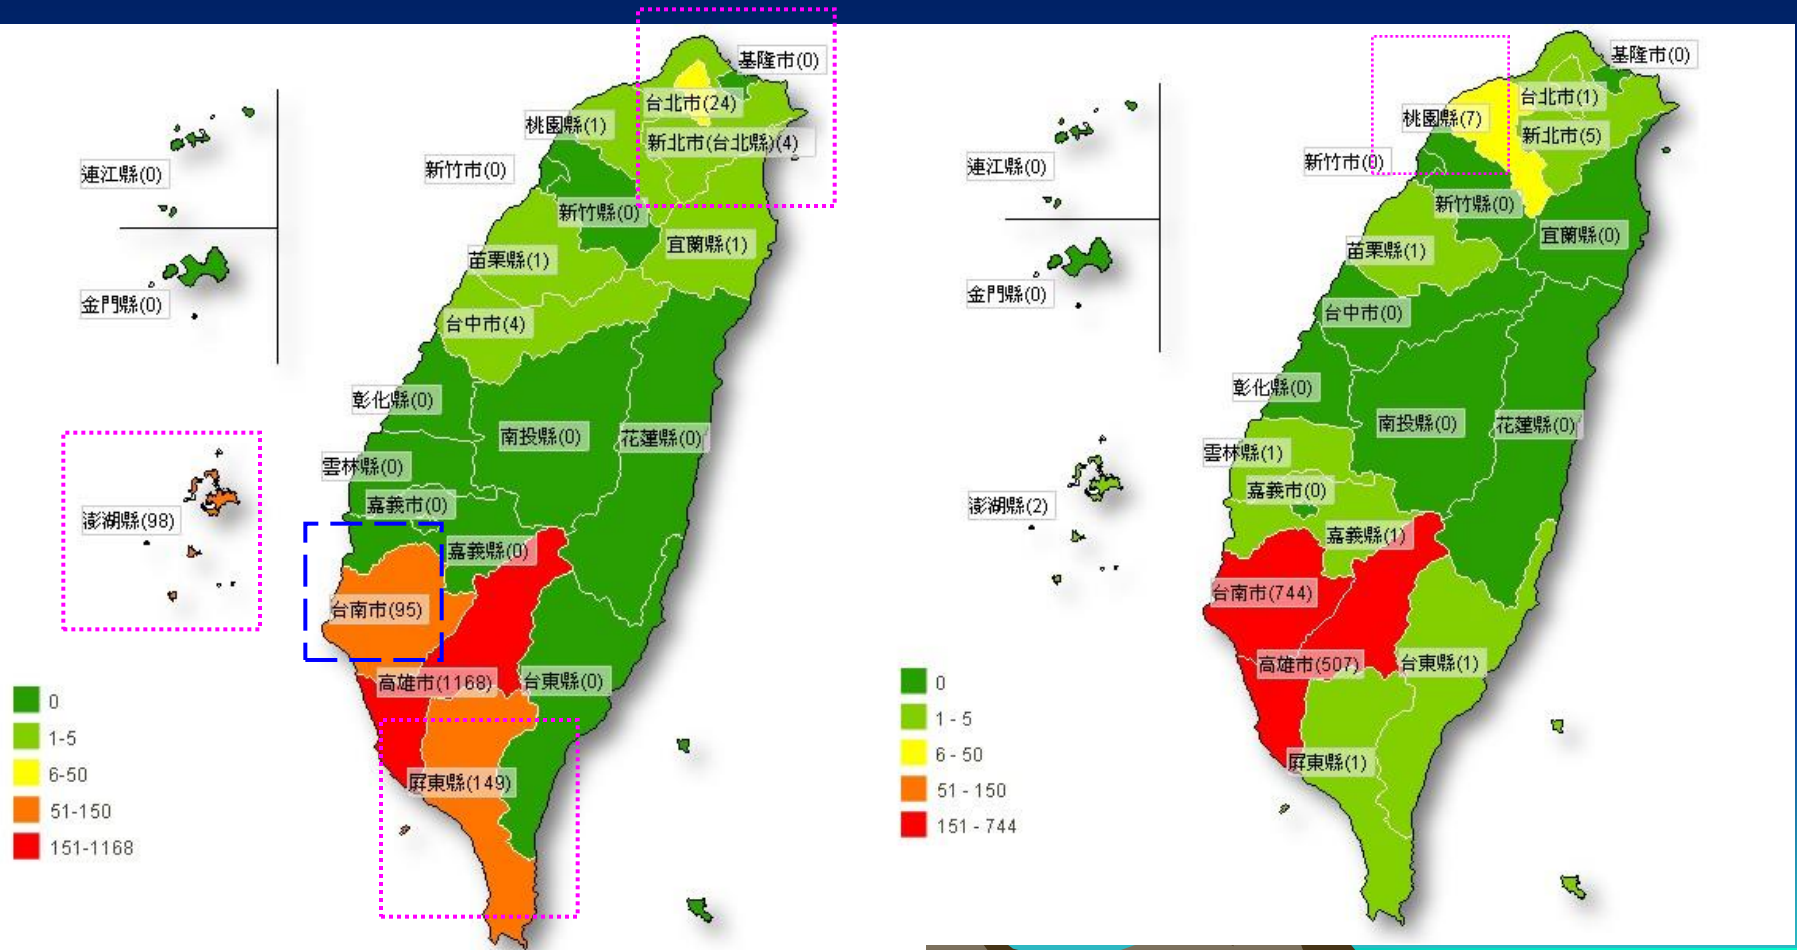 基隆市(0)
台北市(24)
桃園縣(1)
新北市(台北縣)(4)
新竹市(0)
連江縣(0)
新竹縣(0)
宜蘭縣(1)
苗栗縣(1)
金門縣(0)
台中市(4)
彰化縣(0)
南投縣(0)
花蓮縣(0)
雲林縣(0)
嘉義市(0)
澎湖縣(98)
嘉義縣(0)
台南市(95)
高雄市(1168)
台東縣(0)
屏東縣(149)
0
1-5
6-50
51-150
151-1168
基隆市(0)
台北市(1)
桃園縣(7)
新北市(5)
新竹市(0)
連江縣(0)
新竹縣(0)
宜蘭縣(0)
苗栗縣(1)
金門縣(0)
台中市(0)
彰化縣(0)
南投縣(0)
花蓮縣(0)
雲林縣(1)
嘉義市(0)
澎湖縣(2)
嘉義縣(1)
台南市(744)
高雄市(507)
台東縣(1)
屏東縣(1)
0
1 - 5
6 - 50
51 - 150
151 - 744